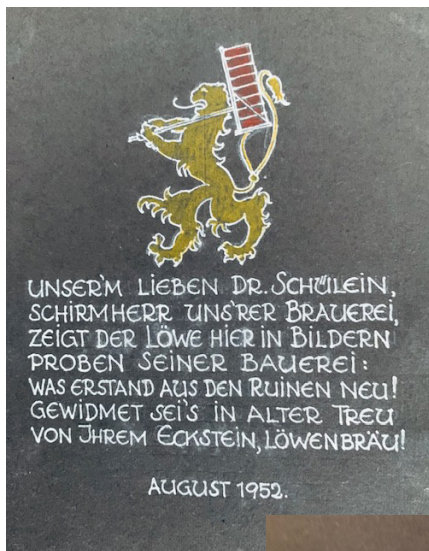 UNSER'M LIEBEN DR. SCHÜLEIN,
SCHIRMHERR UNS'RER BRAUEREI,
ZEIGT DER LÖWE HIER IN BILDERN
PROBEN SEINER BAUEREI:
WAS ERSTAND AUS DEN RUINEN NEU!
GEWIDMET SEI'S IN ALTER TREU
VON IHREM ECKSTEIN, LÖWENBRÄU!
AUGUST 1952.